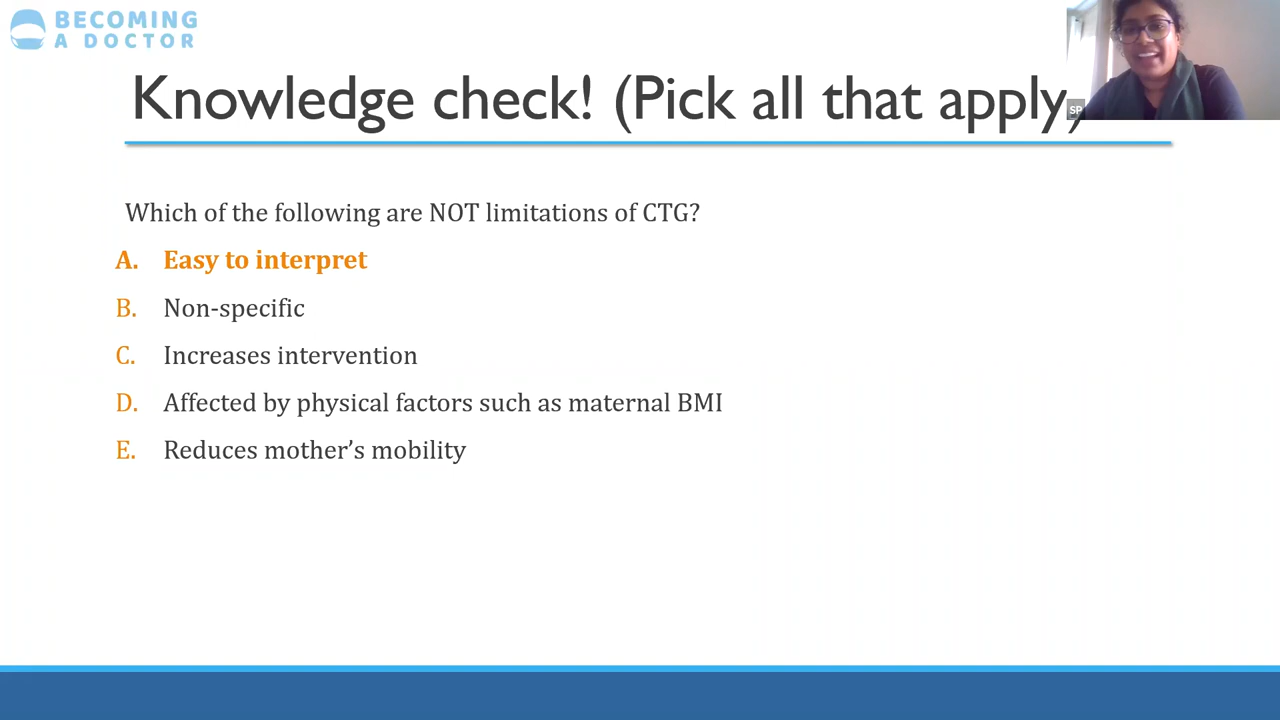 BECOMING
A DOCTOR
Knowledge check! (Pick all that apply)
SP
Which of the following are NOT limitations of CTG?
A. Easy to interpret
B. Non-specific
C. Increases intervention
D. Affected by physical factors such as maternal BMI
E. Reduces mother’s mobility